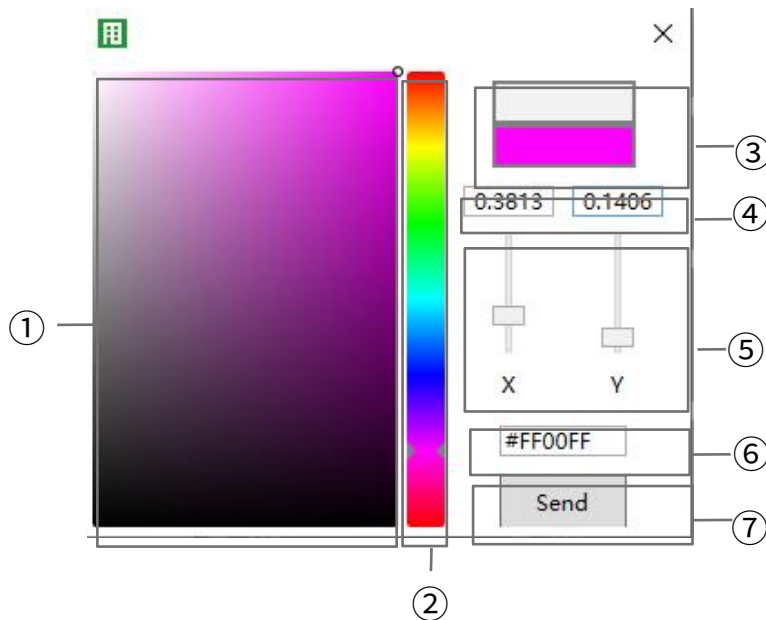 ③
0.3813 0.1406
④
①
⑤
X Y
#FF00FF
⑥
Send
⑦
②